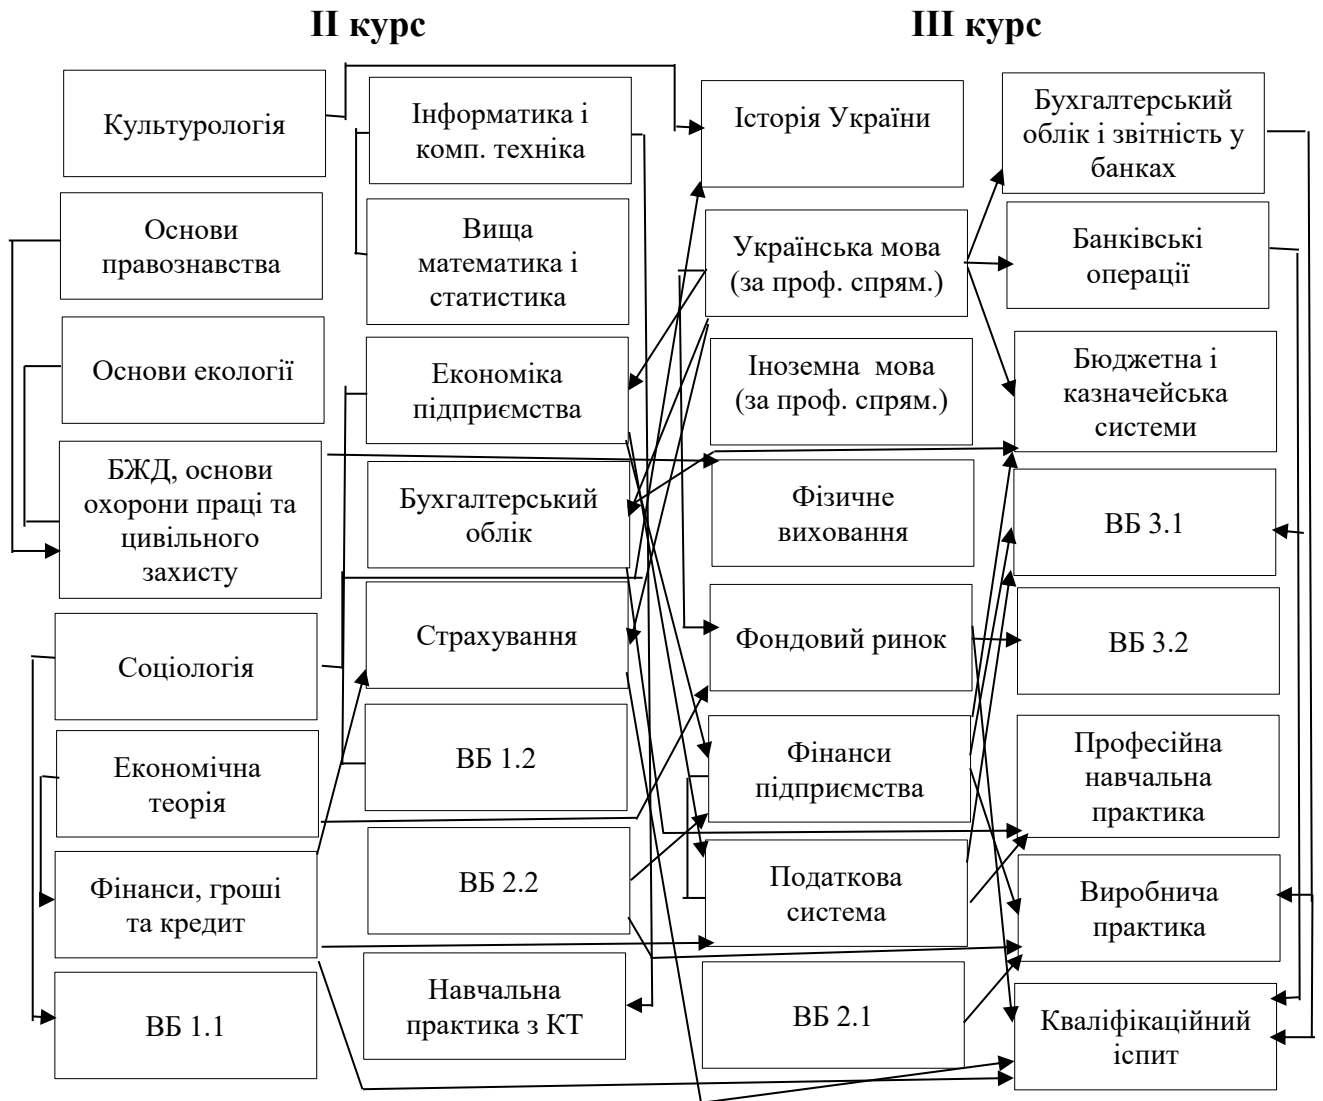 ІІ курс
ІІІ курс
Культурологія
Основи
правознавства
Основи екології
БЖД, основи
охорони праці та
цивільного
захисту
Соціологія
Економічна
теорія
Фінанси, гроші
та кредит
ВБ 1.1
Інформатика і
комп. техніка
Вища
математика і
статистика
Економіка
підприємства
Бухгалтерський
облік
Страхування
ВБ 1.2
ВБ 2.2
Навчальна
практика з КТ
Історія України
Українська мова
(за проф. спрям.)
Іноземна мова
(за проф. спрям.)
Фізичне
виховання
Фондовий ринок
Фінанси
підприємства
Податкова
система
ВБ 2.1
Бухгалтерський
облік і звітність у
банках
Банківські
операції
Бюджетна і
казначейська
системи
ВБ 3.1
ВБ 3.2
Професійна
навчальна
практика
Виробнича
практика
Кваліфікаційний
іспит